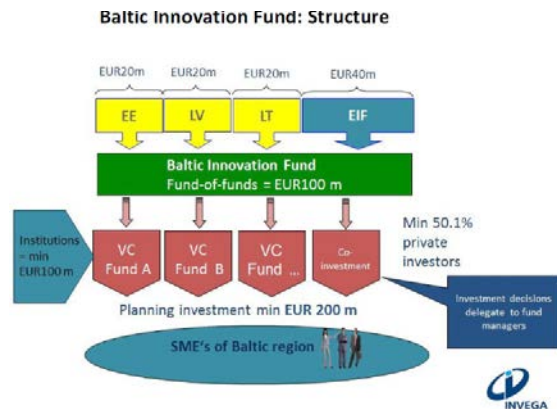 Baltic Innovation Fund: Structure
EUR20m EUR20m EUR20m EUR40m
EE LV LT EIF
Baltic Innovation Fund
Fund-of-funds = EUR100 m
Institutions
= min
EUR100 m
VC
Fund A
VC
Fund B
VC
Fund ...
Co-
investment
Min 50.1%
private
investors
Investment decisions
delegate to fund
managers
Planning investment min EUR 200 m
SME's of Baltic region
INVEGA